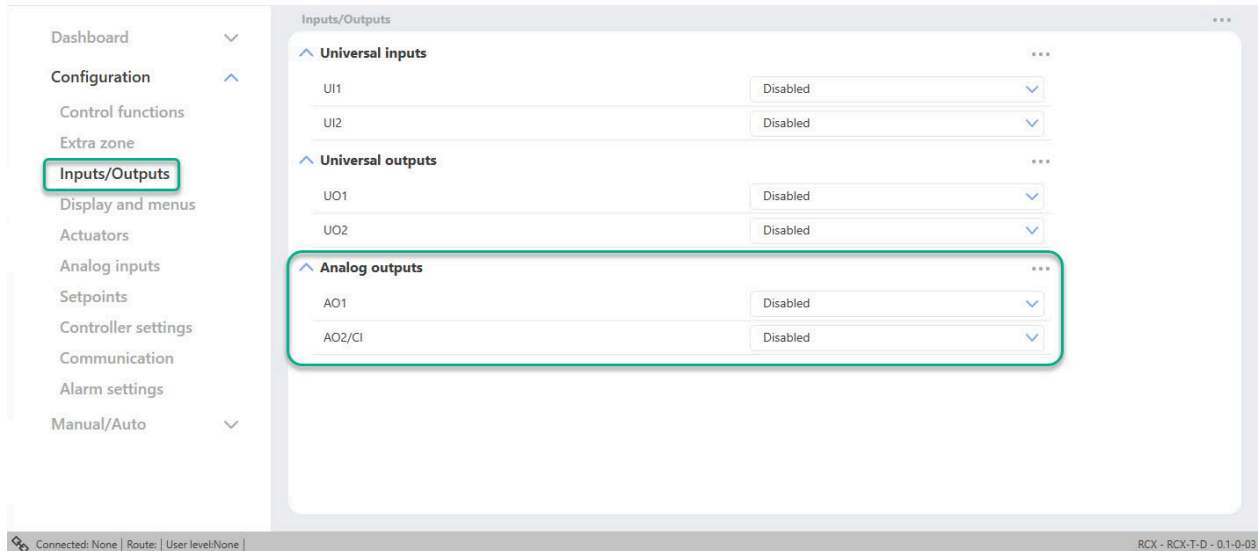 Inputs/Outputs
Dashboard
Configuration
Control functions
Extra zone
Inputs/Outputs
Display and menus
Actuators
Analog inputs
Setpoints
Controller settings
Communication
Alarm settings
Manual/Auto
Universal inputs
UI1 Disabled
UI2 Disabled
Universal outputs
UO1 Disabled
UO2 Disabled
Analog outputs
AO1 Disabled
AO2/CI Disabled
Connected: None | Route: | User level:None |
RCX - RCX-T-D - 0.1-0-03